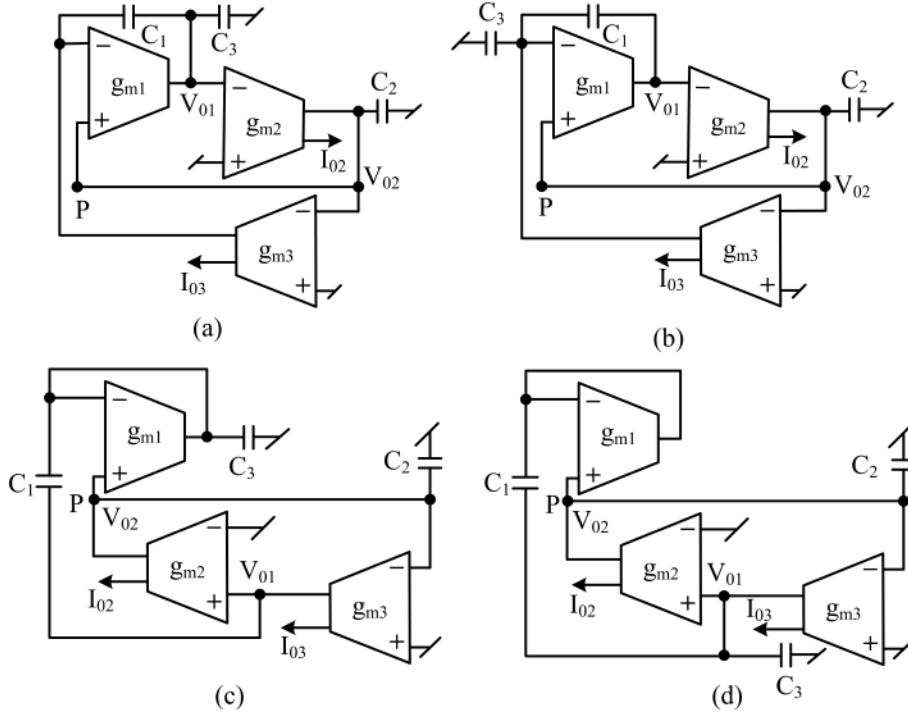 C₁ C₃
− gₘ₁ +
V₀₁
− gₘ₂ +
C₂
I₀₂
P V₀₂
− gₘ₃ +
I₀₃
(a)
C₃ C₁
− gₘ₁ +
V₀₁
− gₘ₂ +
C₂
I₀₂
P V₀₂
− gₘ₃ +
I₀₃
(b)
− gₘ₁ +
C₃
C₁
C₂
P V₀₂
− gₘ₂ +
I₀₂
V₀₁
− gₘ₃ +
I₀₃
(c)
− gₘ₁ +
C₁
C₂
P V₀₂
− gₘ₂ +
I₀₂
V₀₁
− gₘ₃ +
I₀₃
C₃
(d)